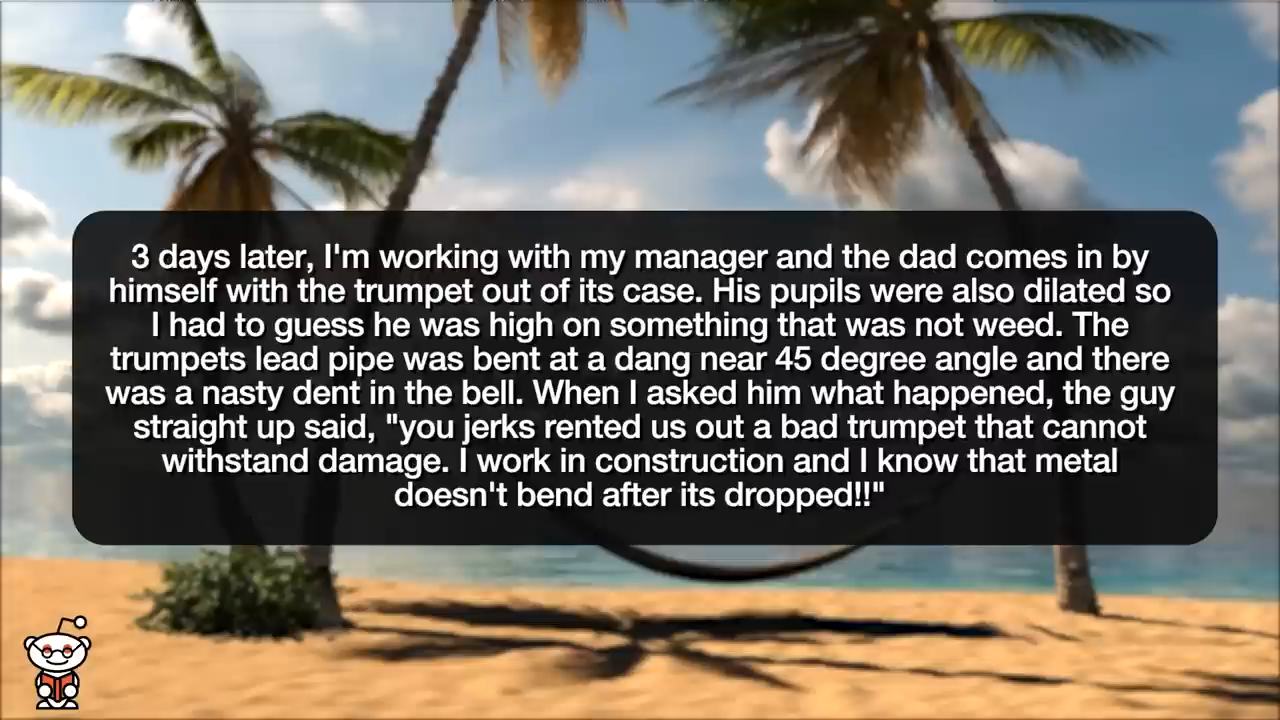 3 days later, I'm working with my manager and the dad comes in by
himself with the trumpet out of its case. His pupils were also dilated so
I had to guess he was high on something that was not weed. The
trumpets lead pipe was bent at a dang near 45 degree angle and there
was a nasty dent in the bell. When I asked him what happened, the guy
straight up said, "you jerks rented us out a bad trumpet that cannot
withstand damage. I work in construction and I know that metal
doesn't bend after its dropped!!"